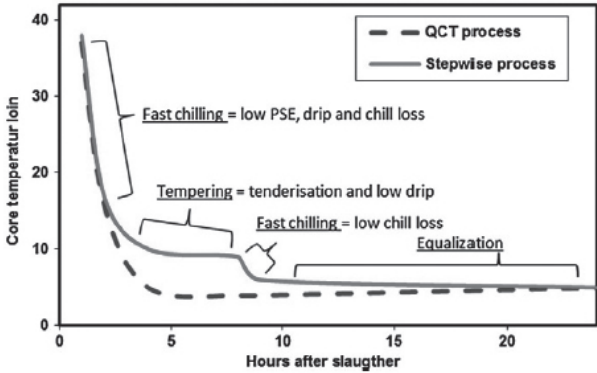 QCT process
Stepwise process
Fast chilling = low PSE, drip and chill loss
Tempering = tenderisation and low drip
Fast chilling = low chill loss
Equalization
Core temperatur loin
40
30
20
10
0
0 5 10 15 20
Hours after slaugther